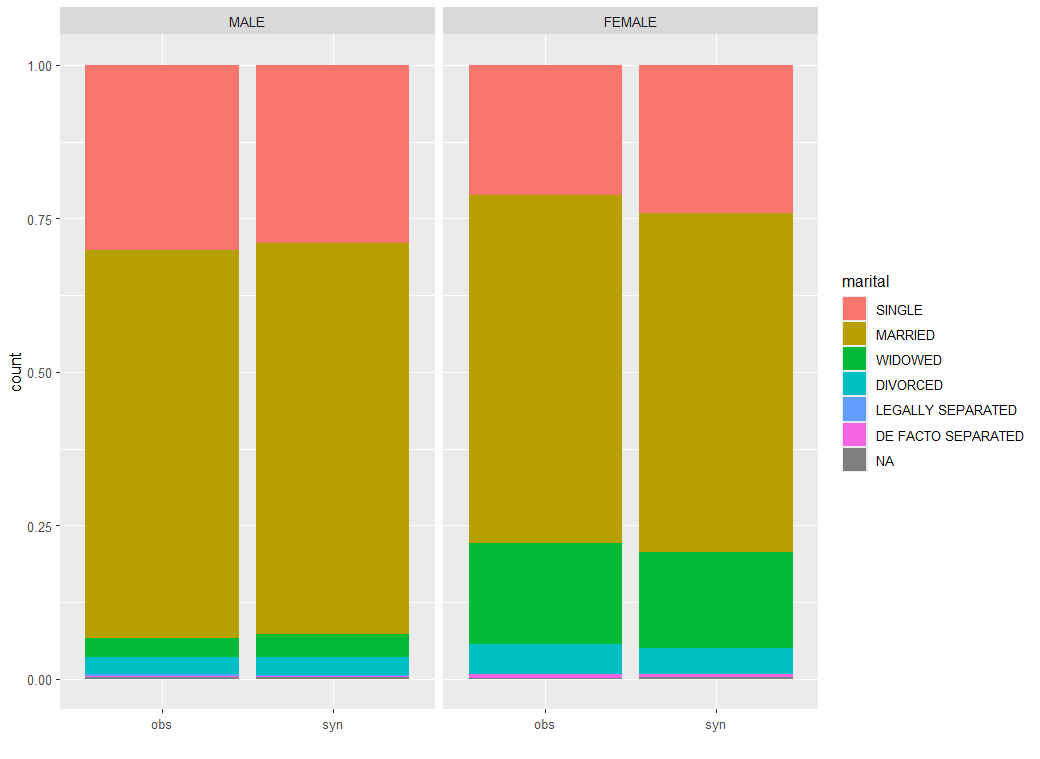 MALE
FEMALE
1.00
0.75
0.50
0.25
0.00
count
obs
syn
obs
syn
marital
SINGLE
MARRIED
WIDOWED
DIVORCED
LEGALLY SEPARATED
DE FACTO SEPARATED
NA